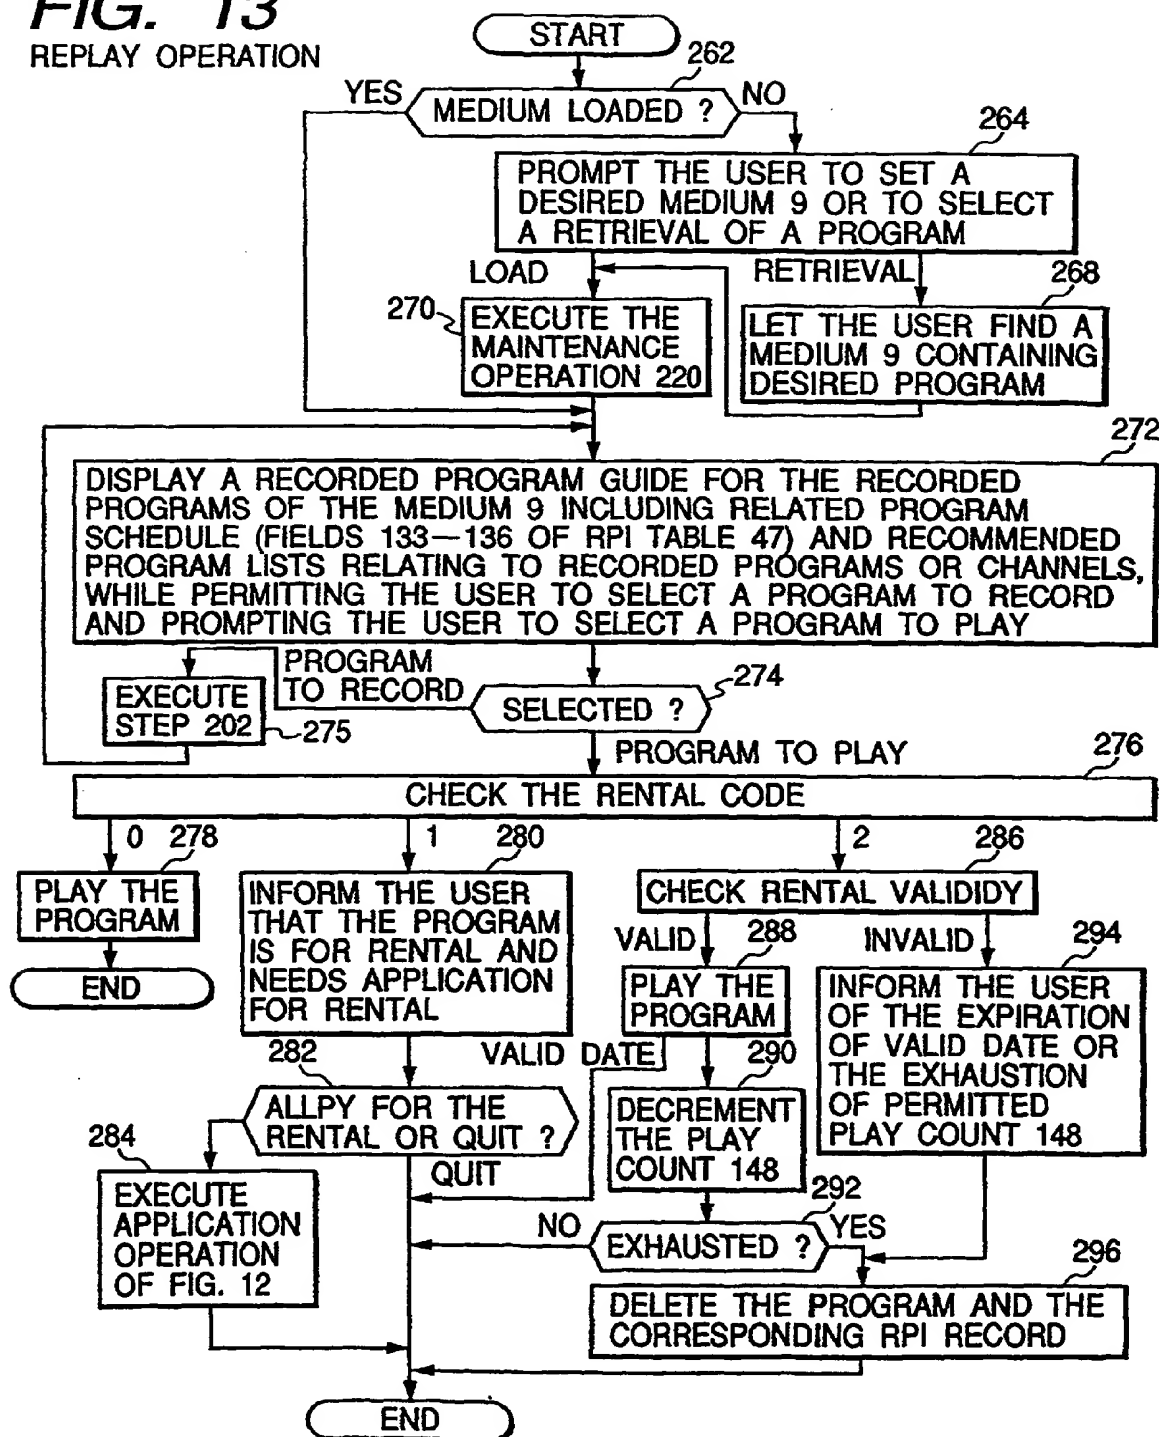 FIG. 13
REPLAY OPERATION
START
262
YES
MEDIUM LOADED ?
NO
264
PROMPT THE USER TO SET A
DESIRED MEDIUM 9 OR TO SELECT
A RETRIEVAL OF A PROGRAM
LOAD
RETRIEVAL
268
270
EXECUTE THE
MAINTENANCE
OPERATION 220
LET THE USER FIND A
MEDIUM 9 CONTAINING
DESIRED PROGRAM
272
DISPLAY A RECORDED PROGRAM GUIDE FOR THE RECORDED
PROGRAMS OF THE MEDIUM 9 INCLUDING RELATED PROGRAM
SCHEDULE (FIELDS 133—136 OF RPI TABLE 47) AND RECOMMENDED
PROGRAM LISTS RELATING TO RECORDED PROGRAMS OR CHANNELS,
WHILE PERMITTING THE USER TO SELECT A PROGRAM TO RECORD
AND PROMPTING THE USER TO SELECT A PROGRAM TO PLAY
PROGRAM
TO RECORD
274
SELECTED ?
EXECUTE
STEP 202
275
PROGRAM TO PLAY
276
CHECK THE RENTAL CODE
0
278
1
280
2
286
PLAY THE
PROGRAM
END
INFORM THE USER
THAT THE PROGRAM
IS FOR RENTAL AND
NEEDS APPLICATION
FOR RENTAL
CHECK RENTAL VALIDIDY
VALID
288
INVALID
294
PLAY THE
PROGRAM
INFORM THE USER
OF THE EXPIRATION
OF VALID DATE OR
THE EXHAUSTION
OF PERMITTED
PLAY COUNT 148
282
VALID DATE
290
ALLPY FOR THE
RENTAL OR QUIT ?
DECREMENT
THE PLAY
COUNT 148
284
QUIT
EXECUTE
APPLICATION
OPERATION
OF FIG. 12
292
NO
EXHAUSTED ?
YES
296
DELETE THE PROGRAM AND THE
CORRESPONDING RPI RECORD
END